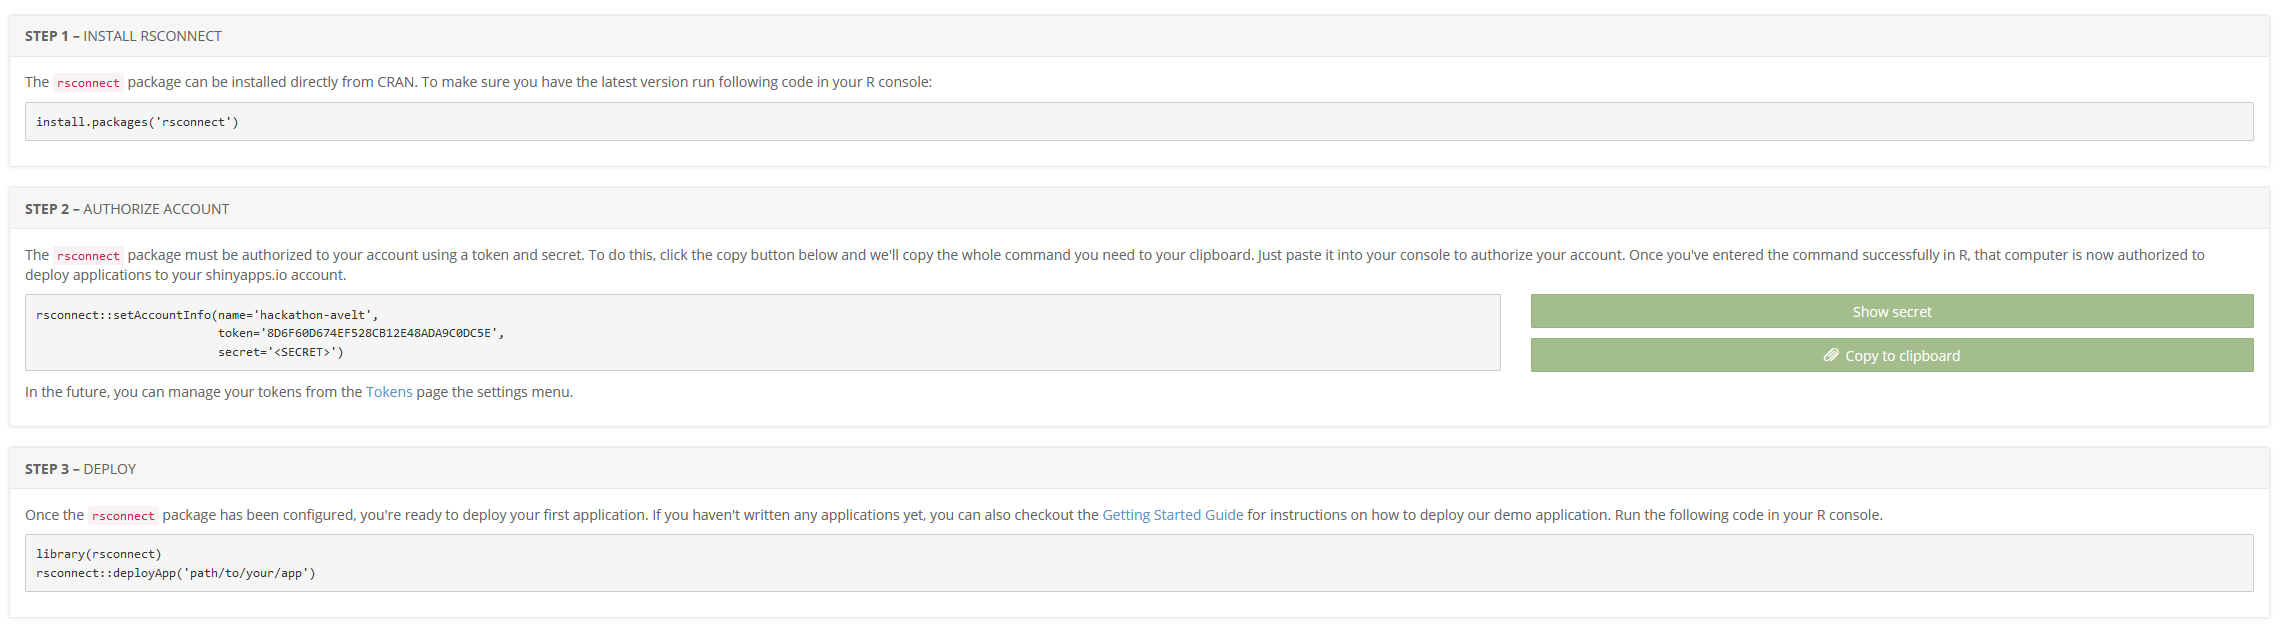 STEP 1 – INSTALL RSCONNECT
The rsconnect package can be installed directly from CRAN. To make sure you have the latest version run following code in your R console:
install.packages('rsconnect')
STEP 2 – AUTHORIZE ACCOUNT
The rsconnect package must be authorized to your account using a token and secret. To do this, click the copy button below and we'll copy the whole command you need to your clipboard. Just paste it into your console to authorize your account. Once you've entered the command successfully in R, that computer is now authorized to
deploy applications to your shinyapps.io account.
rsconnect::setAccountInfo(name='hackathon-avelt',
token='8D6F60D674EF528CB12E48ADA9C0DC5E',
secret='<SECRET>')
Show secret
Copy to clipboard
In the future, you can manage your tokens from the Tokens page the settings menu.
STEP 3 – DEPLOY
Once the rsconnect package has been configured, you're ready to deploy your first application. If you haven't written any applications yet, you can also checkout the Getting Started Guide for instructions on how to deploy our demo application. Run the following code in your R console.
library(rsconnect)
rsconnect::deployApp('path/to/your/app')